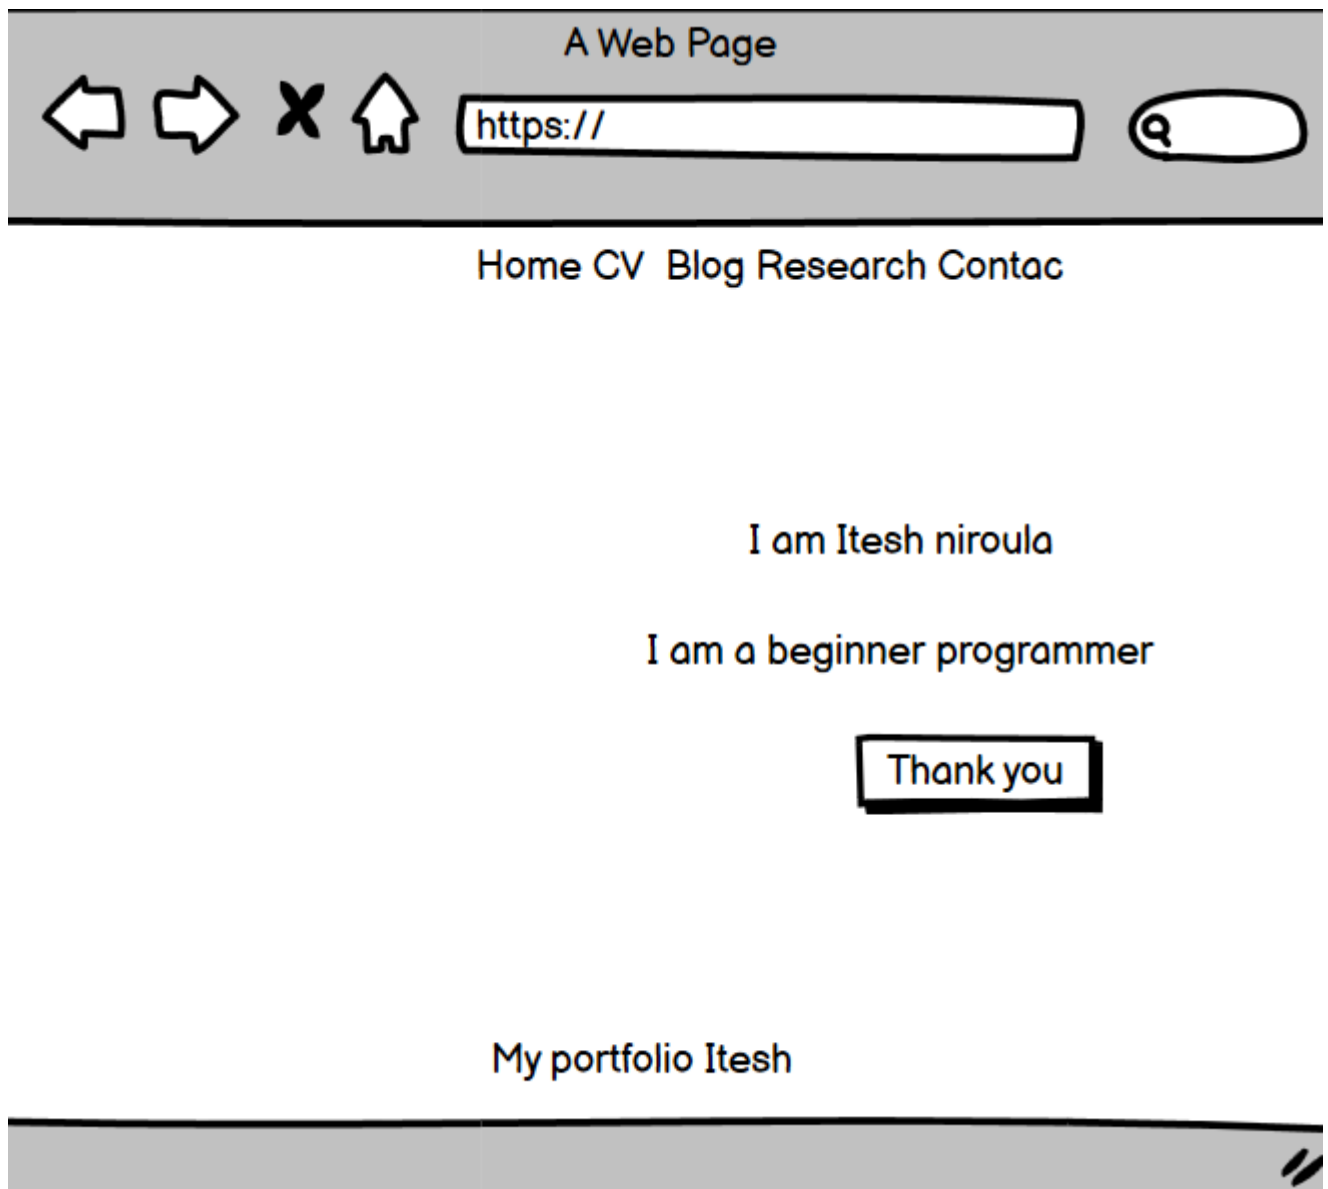 A Web Page
https://
Home CV Blog Research Contac
I am Itesh niroula
I am a beginner programmer
Thank you
My portfolio Itesh